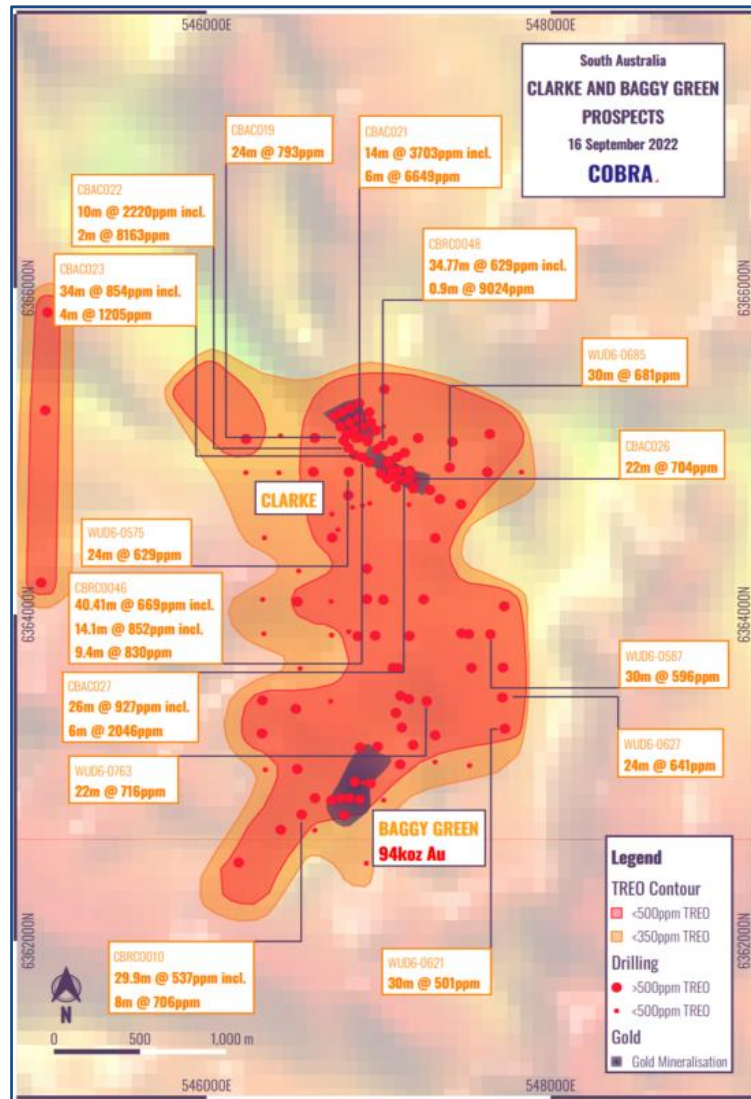 546000E
548000E
South Australia
CLARKE AND BAGGY GREEN
PROSPECTS
16 September 2022
COBRA.
CBAC019
24m @ 793ppm
CBAC021
14m @ 3703ppm incl.
6m @ 6649ppm
CBAC022
10m @ 2220ppm incl.
2m @ 8163ppm
CBRC0048
34.77m @ 629ppm incl.
0.9m @ 9024ppm
CBAC023
34m @ 854ppm incl.
4m @ 1205ppm
6366000N
6366000N
WUD6-0685
30m @ 681ppm
CBAC026
22m @ 704ppm
CLARKE
WUD6-0575
24m @ 629ppm
CBRC0046
40.41m @ 669ppm incl.
14.1m @ 852ppm incl.
9.4m @ 830ppm
6364000N
6364000N
WUD6-0587
30m @ 596ppm
CBAC027
26m @ 927ppm incl.
6m @ 2046ppm
WUD6-0627
24m @ 641ppm
WUD6-0763
22m @ 716ppm
BAGGY GREEN
94koz Au
Legend
TREO Contour
<500ppm TREO
<350ppm TREO
Drilling
>500ppm TREO
<500ppm TREO
Gold
Gold Mineralisation
6362000N
6362000N
CBRC0010
29.9m @ 537ppm incl.
8m @ 706ppm
WUD6-0621
30m @ 501ppm
N
0 500 1,000 m
546000E
548000E